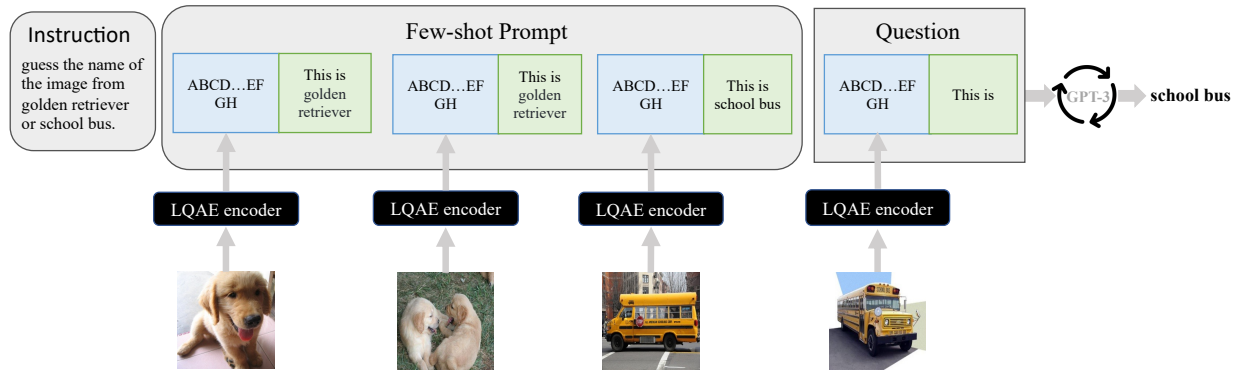 Instruction
guess the name of
the image from
golden retriever
or school bus.
Few-shot Prompt
ABCD…EF
GH
This is
golden
retriever
ABCD…EF
GH
This is
golden
retriever
ABCD…EF
GH
This is
school bus
Question
ABCD…EF
GH
This is
GPT-3
school bus
LQAE encoder
LQAE encoder
LQAE encoder
LQAE encoder